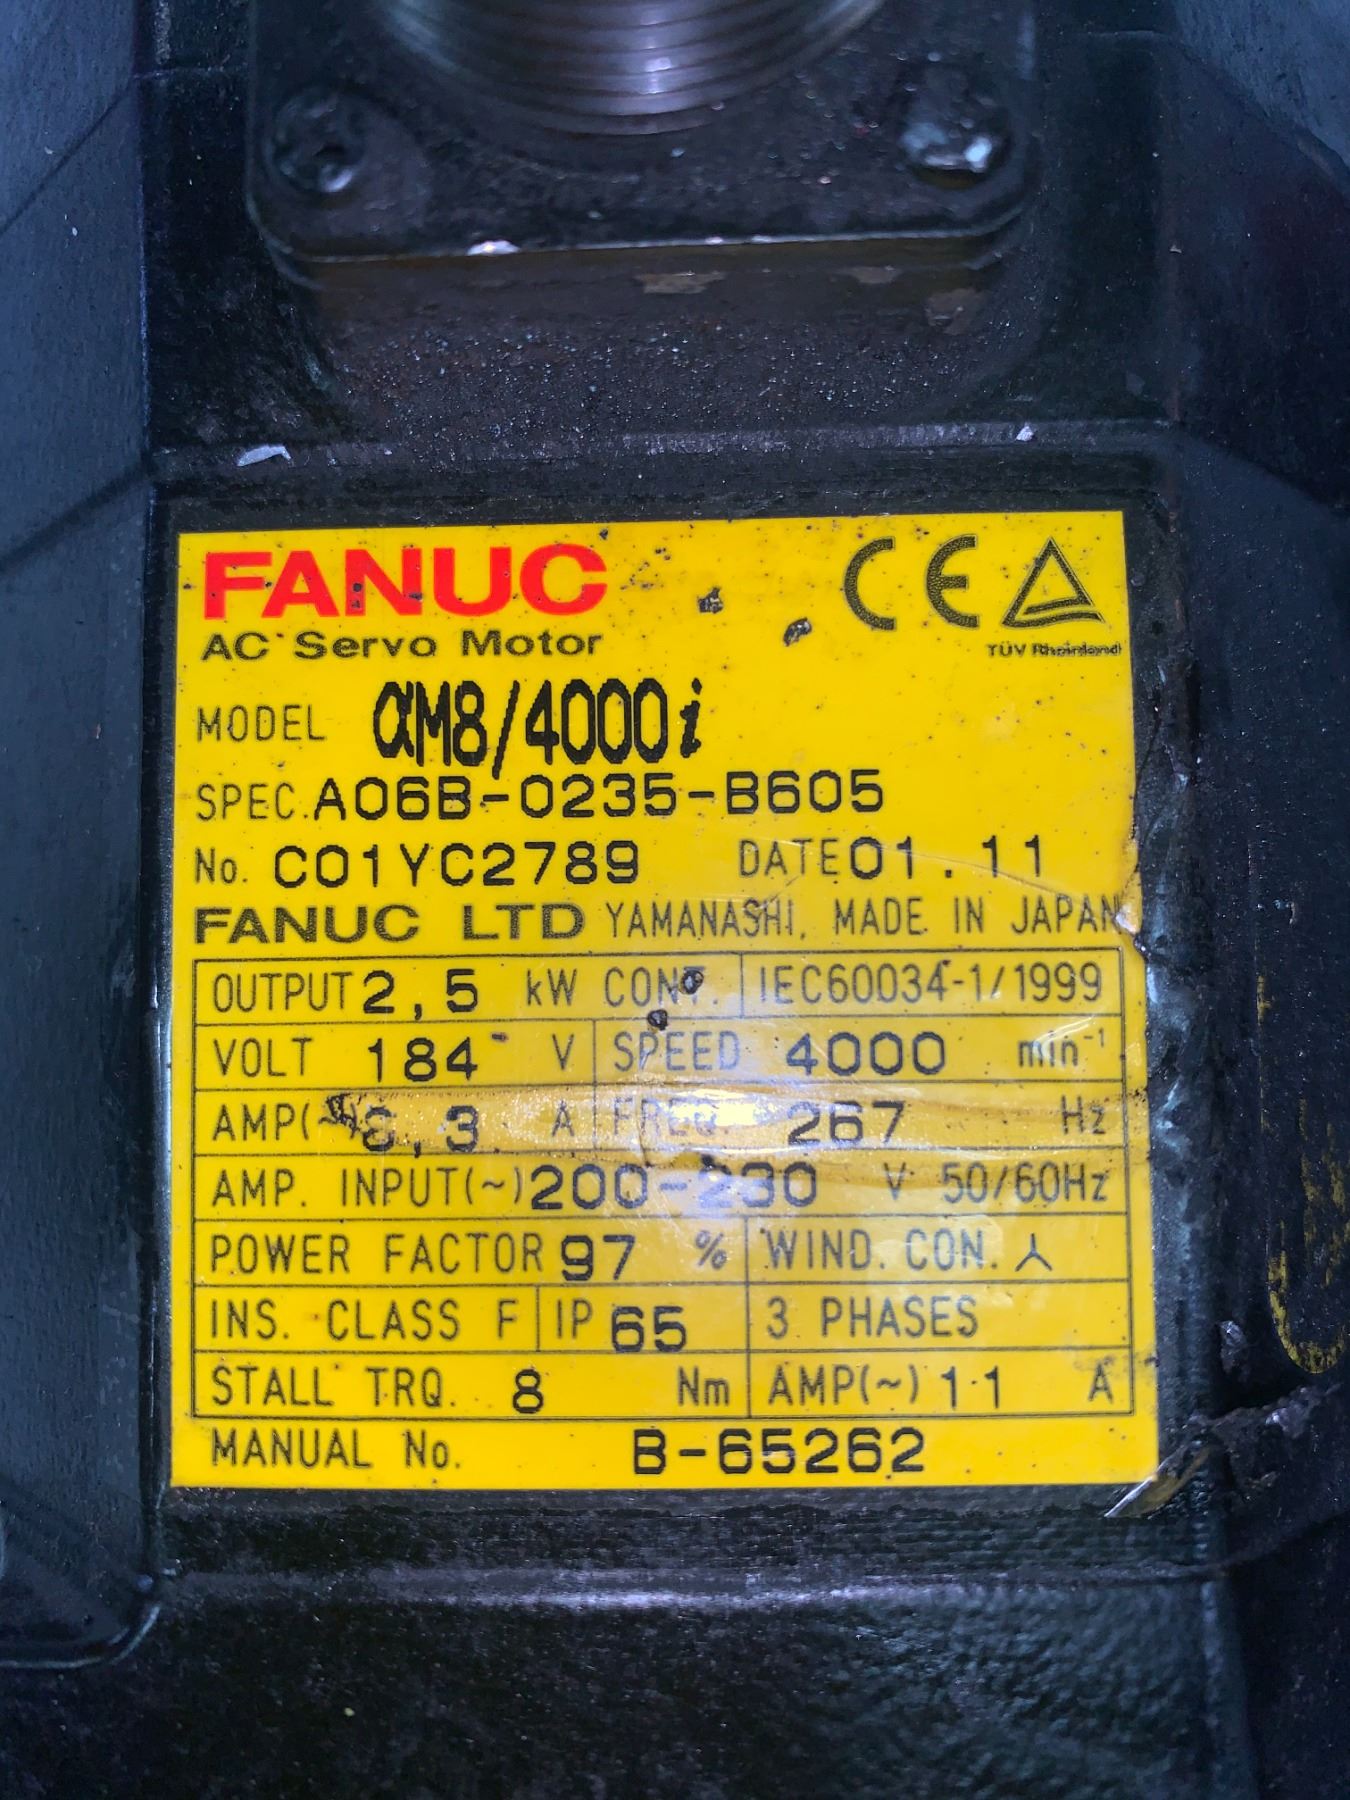 FANUC
CE
AC Servo Motor
TÜV Rheinland
MODEL αM8/4000i
SPEC. A06B-0235-B605
No. C01YC2789 DATE 01.11
FANUC LTD YAMANASHI, MADE IN JAPAN
OUTPUT 2,5 kW CONT. IEC60034-1/1999
VOLT 184 V SPEED 4000 min⁻¹
AMP(~) A FREQ. 267 Hz
AMP. INPUT(~) 200-230 V 50/60Hz
POWER FACTOR 97 % WIND. CON.
INS. CLASS F IP 65 3 PHASES
STALL TRQ. 8 Nm AMP(~) 11 A
MANUAL No. B-65262